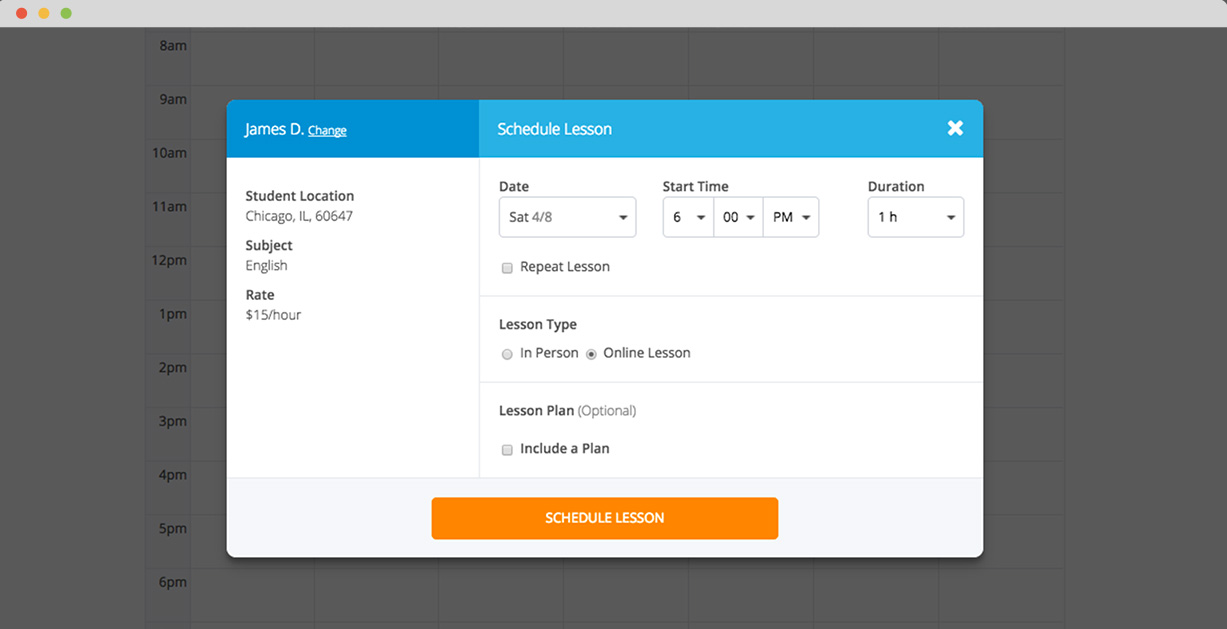 8am
9am
10am
11am
12pm
1pm
2pm
3pm
4pm
5pm
6pm
James D. Change
Student Location
Chicago, IL, 60647
Subject
English
Rate
$15/hour
Schedule Lesson
Date Start Time Duration
Sat 4/8 6 00 PM 1 h
Repeat Lesson
Lesson Type
In Person Online Lesson
Lesson Plan (Optional)
Include a Plan
SCHEDULE LESSON